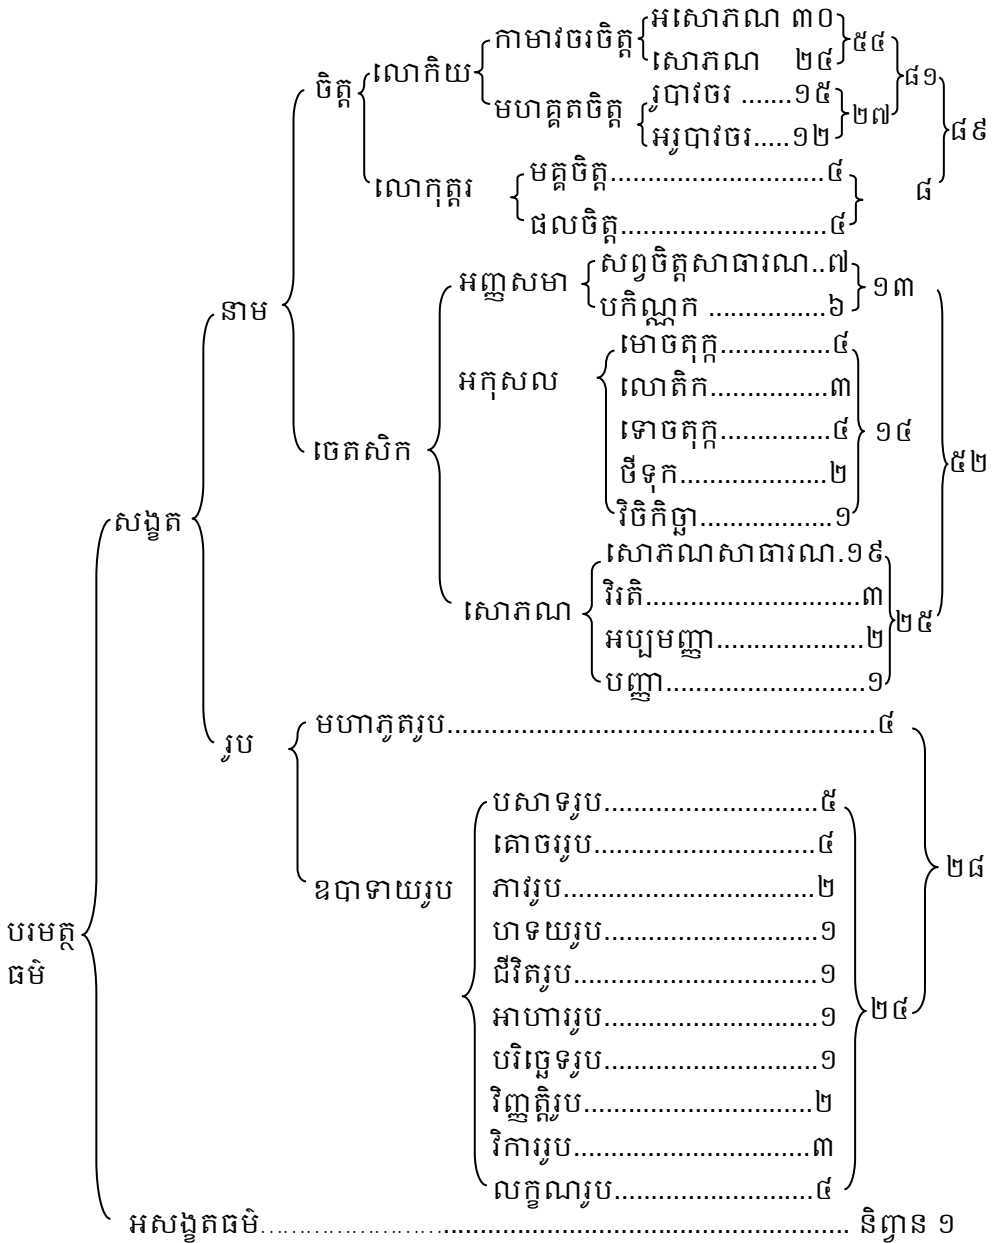 អសោភណ ៣០
កាមាវចរចិត្ត ៥៤
សោភណ ២៤
លោកិយ ៨១
ចិត្ត
រូបាវចរ .......១៥
មហគ្គតចិត្ត ២៧
អរូបាវចរ.....១២
៨៩
មគ្គចិត្ត.............................៤
លោកុត្តរ ៨
ផលចិត្ត............................៤
សព្វចិត្តសាធារណ..៧
អញ្ញសមា ១៣
បកិណ្ណក ................៦
នាម
មោចតុក្ក...............៤
អកុសល
លោតិក................៣
ទោចតុក្ក...............៤ ១៤
ចេតសិក ៥២
ថីទុក....................២
វិចិកិច្ឆា..................១
សង្ខត
សោភណសាធារណ.១៩
វិរតិ.............................៣
សោភណ ២៥
អប្បមញ្ញា....................២
បញ្ញា...........................១
មហាភូតរូប..........................................................៤
រូប
បសាទរូប.............................៥
គោចររូប..............................៤
២៨
ឧបាទាយរូប
ភាវរូប..................................២
ហទយរូប.............................១
បរមត្ថ
ធម៌
ជីវិតរូប.................................១
អាហាររូប.............................១ ២៤
បរិច្ឆេទរូប.............................១
វិញ្ញត្តិរូប...............................២
វិការរូប................................៣
លក្ខណរូប...........................៤
អសង្ខតធម៌................................................................................ និព្វាន ១